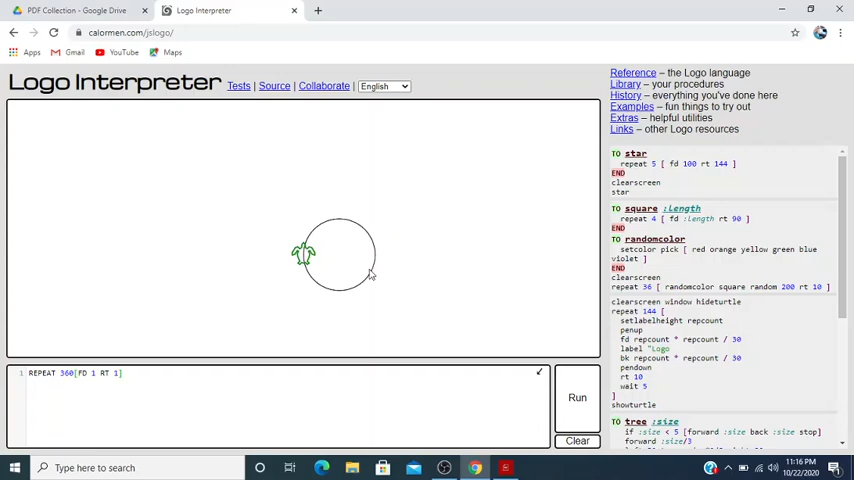 PDF Collection - Google Drive
Logo Interpreter
calormen.com/jslogo/
Apps
Gmail
YouTube
Maps
Logo Interpreter
Tests | Source | Collaborate | English
Reference – the Logo language
Library – your procedures
History – everything you've done here
Examples – fun things to try out
Extras – helpful utilities
Links – other Logo resources
TO star
repeat 5 [ fd 100 rt 144 ]
END
clearscreen
star
TO square :Length
repeat 4 [ fd :Length rt 90 ]
END
TO randomcolor
setcolor pick [ red orange yellow green blue
violet ]
END
clearscreen
repeat 36 [ randomcolor square random 200 rt 10 ]
clearscreen window hideturtle
repeat 144 [
setlabelheight repcount
penup
fd repcount * repcount / 30
label "Logo
bk repcount * repcount / 30
pendown
rt 10
wait 5
]
showturtle
TO tree :size
if :size < 5 [forward :size back :size stop]
forward :size/3
1
REPEAT 360[FD 1 RT 1]
Run
Clear
Type here to search
11:16 PM
10/22/2020